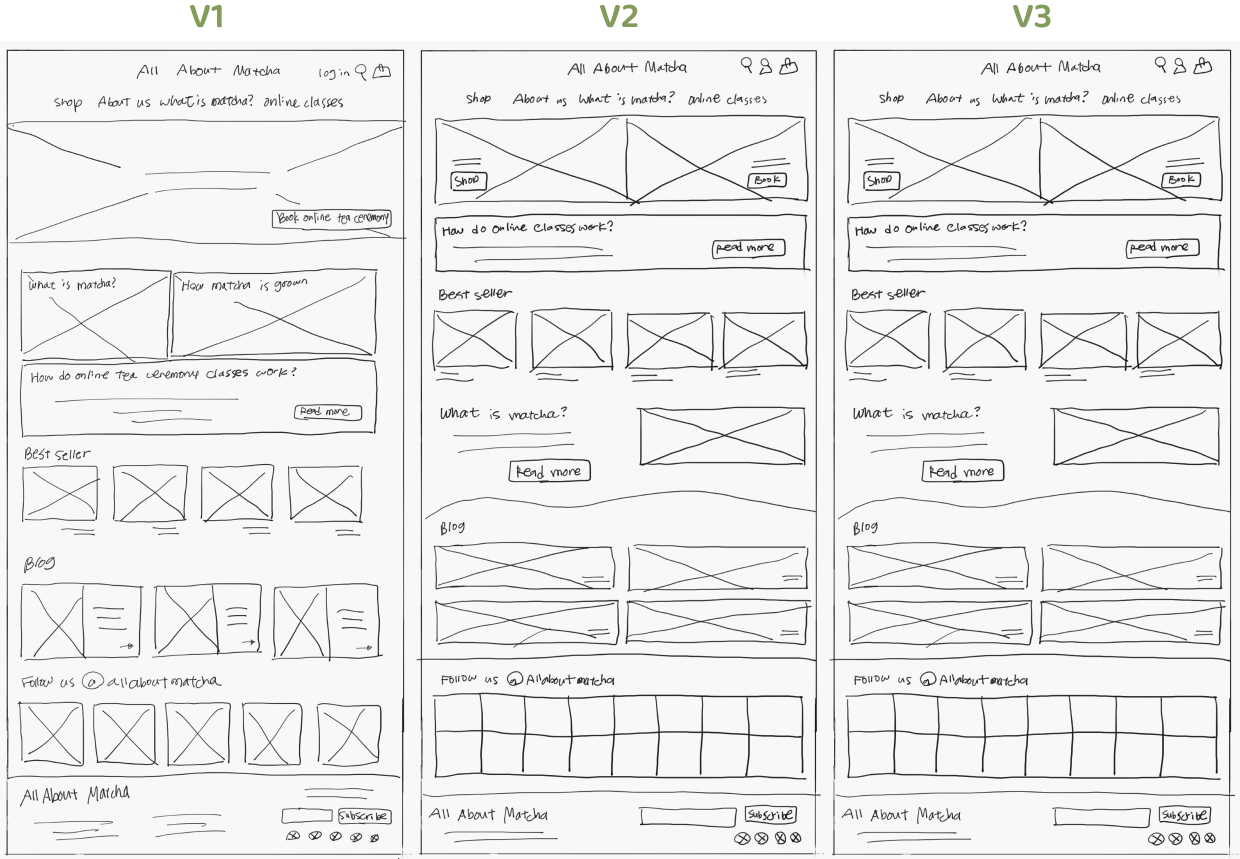 V1
All About Matcha login
Shop About us what is matcha? online classes
Book online tea ceremony
What is matcha? How matcha is grown
How do online tea ceremony classes work?
Read more
Best seller
Blog
Follow us @ allaboutmatcha
All About Matcha
Subscribe
V2
All About Matcha
Shop About us What is matcha? Online classes
Shop Book
How do online classes work?
Read more
Best seller
What is matcha?
Read more
Blog
Follow us @ Allaboutmatcha
All About Matcha
Subscribe
V3
All About Matcha
Shop About us What is matcha? Online classes
Shop Book
How do online classes work?
Read more
Best seller
What is matcha?
Read more
Blog
Follow us @ Allaboutmatcha
All About Matcha
Subscribe